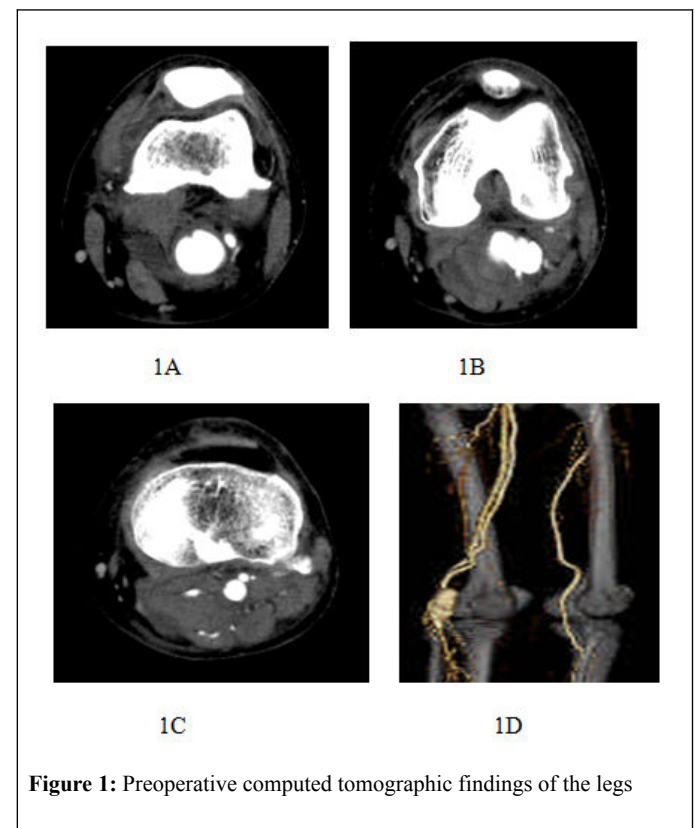 1A
1B
1C
1D
Figure 1: Preoperative computed tomographic findings of the legs